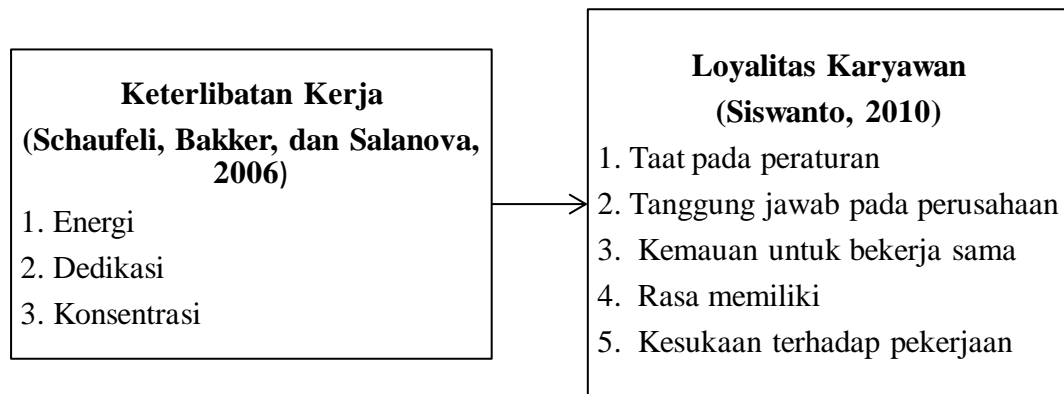 Keterlibatan Kerja
(Schaufeli, Bakker, dan Salanova,
2006)
1. Energi
2. Dedikasi
3. Konsentrasi
Loyalitas Karyawan
(Siswanto, 2010)
1. Taat pada peraturan
2. Tanggung jawab pada perusahaan
3. Kemauan untuk bekerja sama
4. Rasa memiliki
5. Kesukaan terhadap pekerjaan